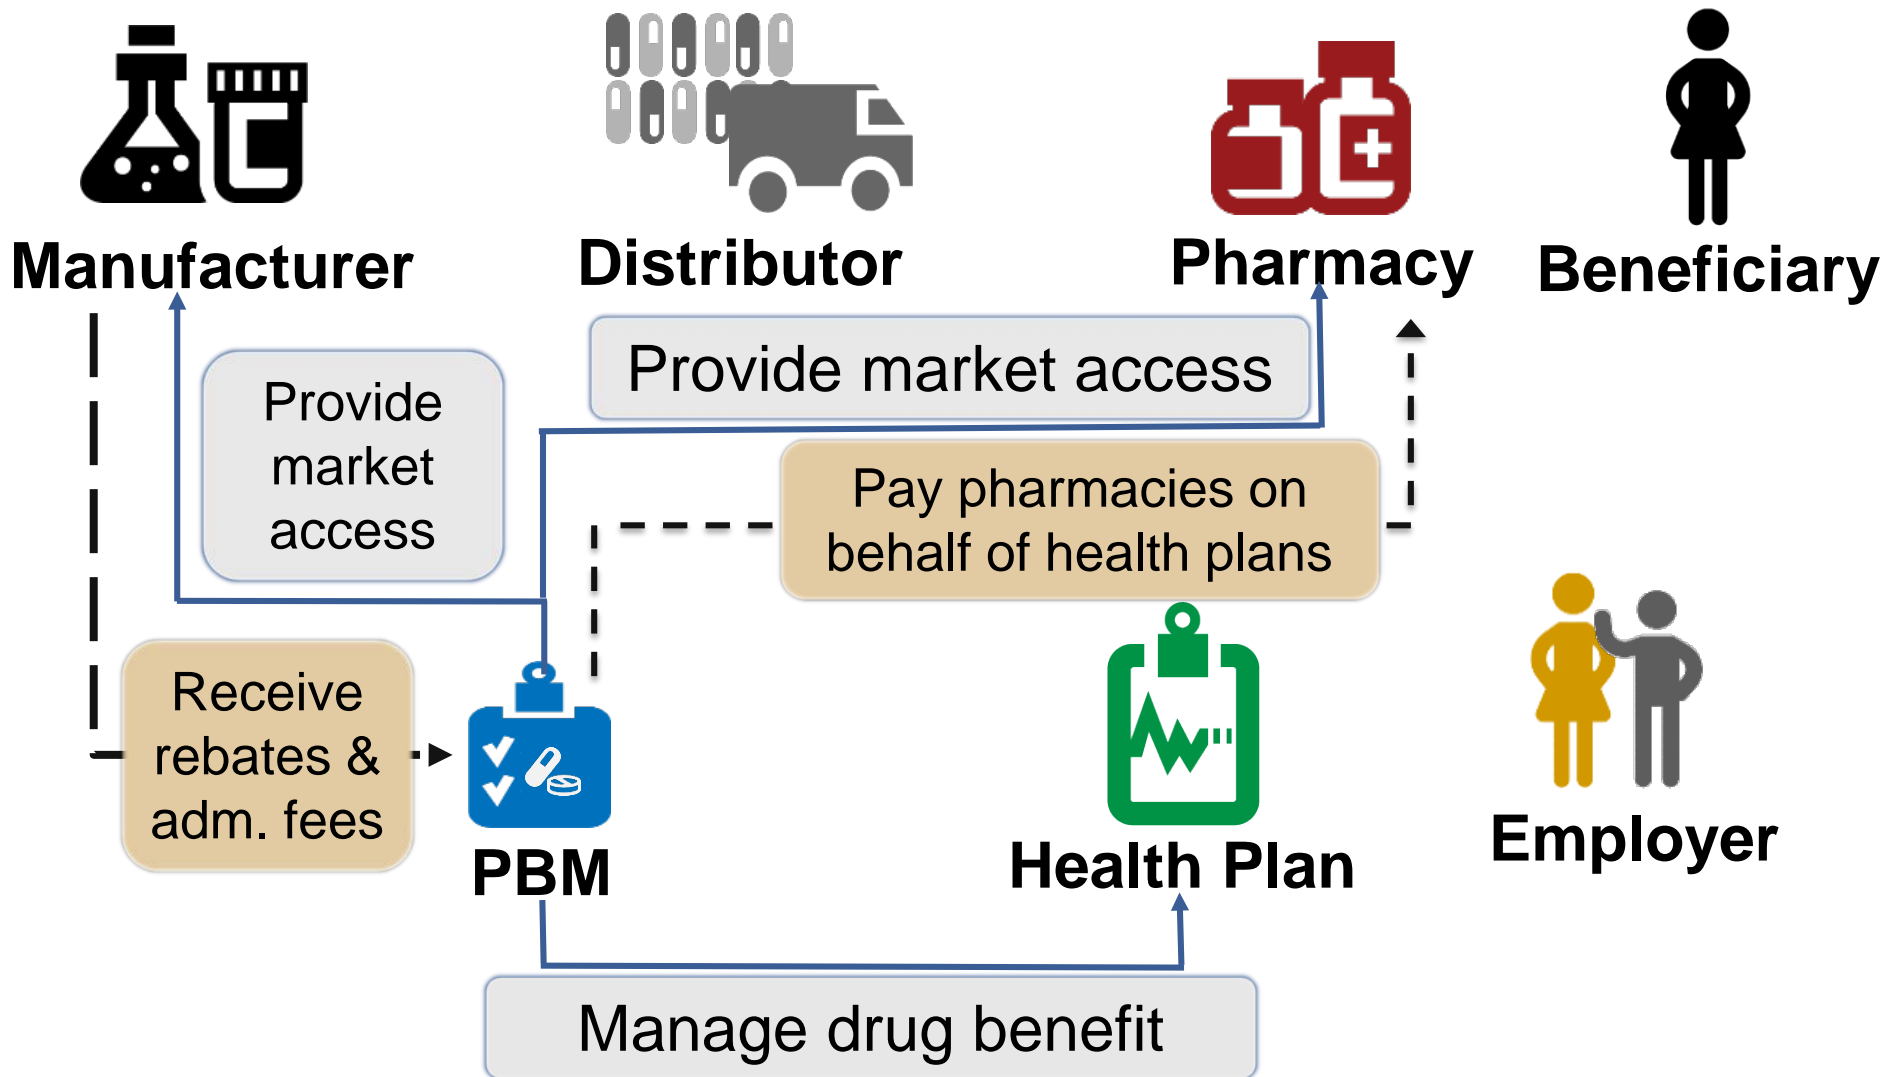 Manufacturer
Distributor
Pharmacy
Beneficiary
Provide
market
access
Provide market access
Pay pharmacies on
behalf of health plans
Receive
rebates &
adm. fees
PBM
Health Plan
Employer
Manage drug benefit